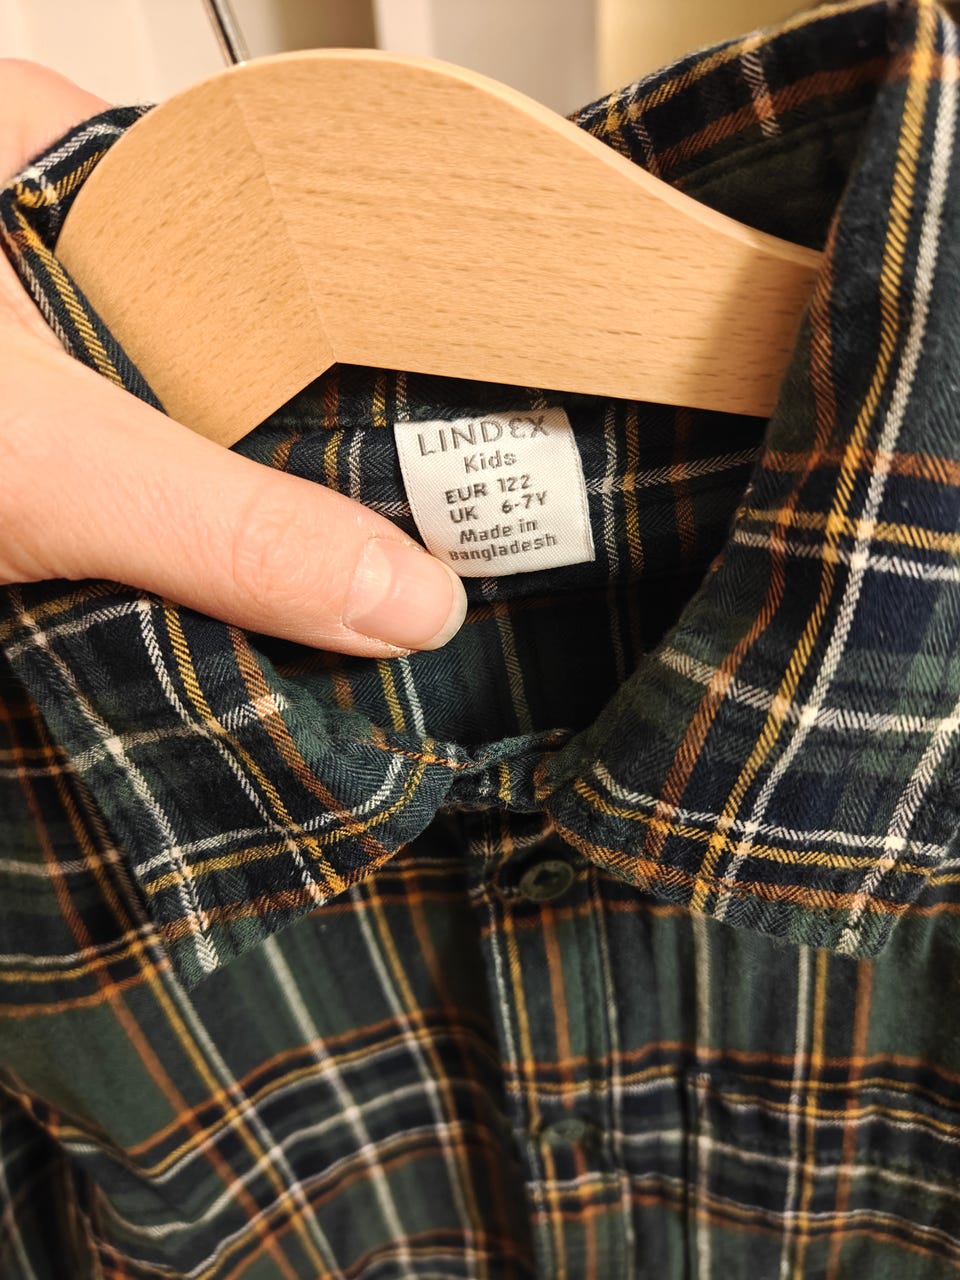 LINDEX
Kids
EUR 122
UK 6-7Y
Made in
Bangladesh